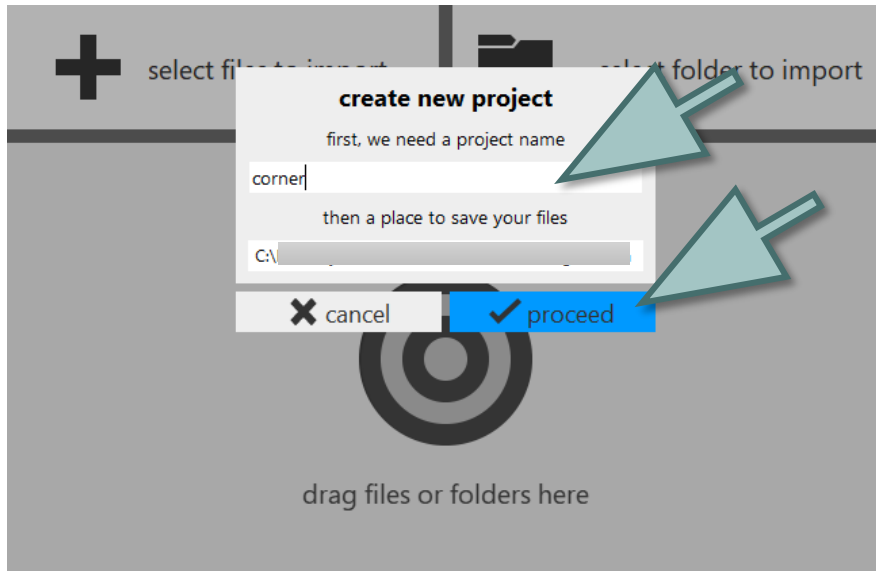 select files to import
select folder to import
create new project
first, we need a project name
corner
then a place to save your files
C:\
cancel
proceed
drag files or folders here